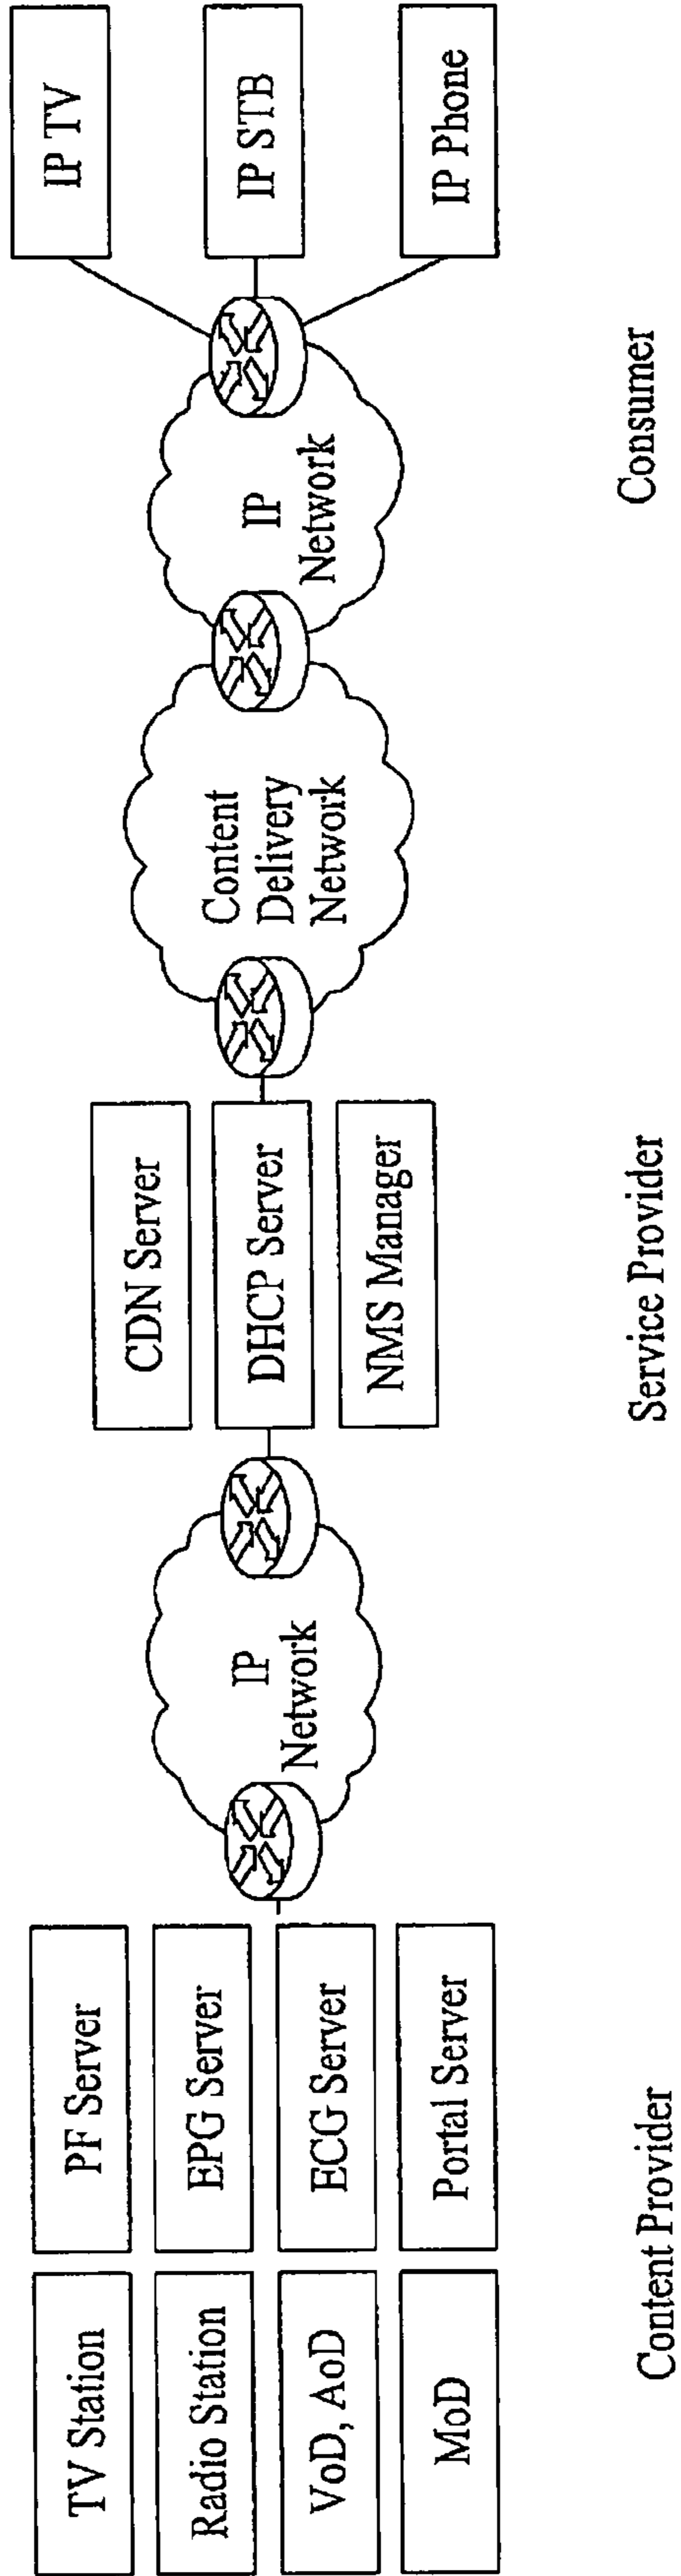 TV Station
Radio Station
VoD, AoD
MoD
PF Server
EPG Server
ECG Server
Portal Server
IP
Network
CDN Server
DHCP Server
NMS Manager
Content
Delivery
Network
IP
Network
IP TV
IP STB
IP Phone
Content Provider
Service Provider
Consumer